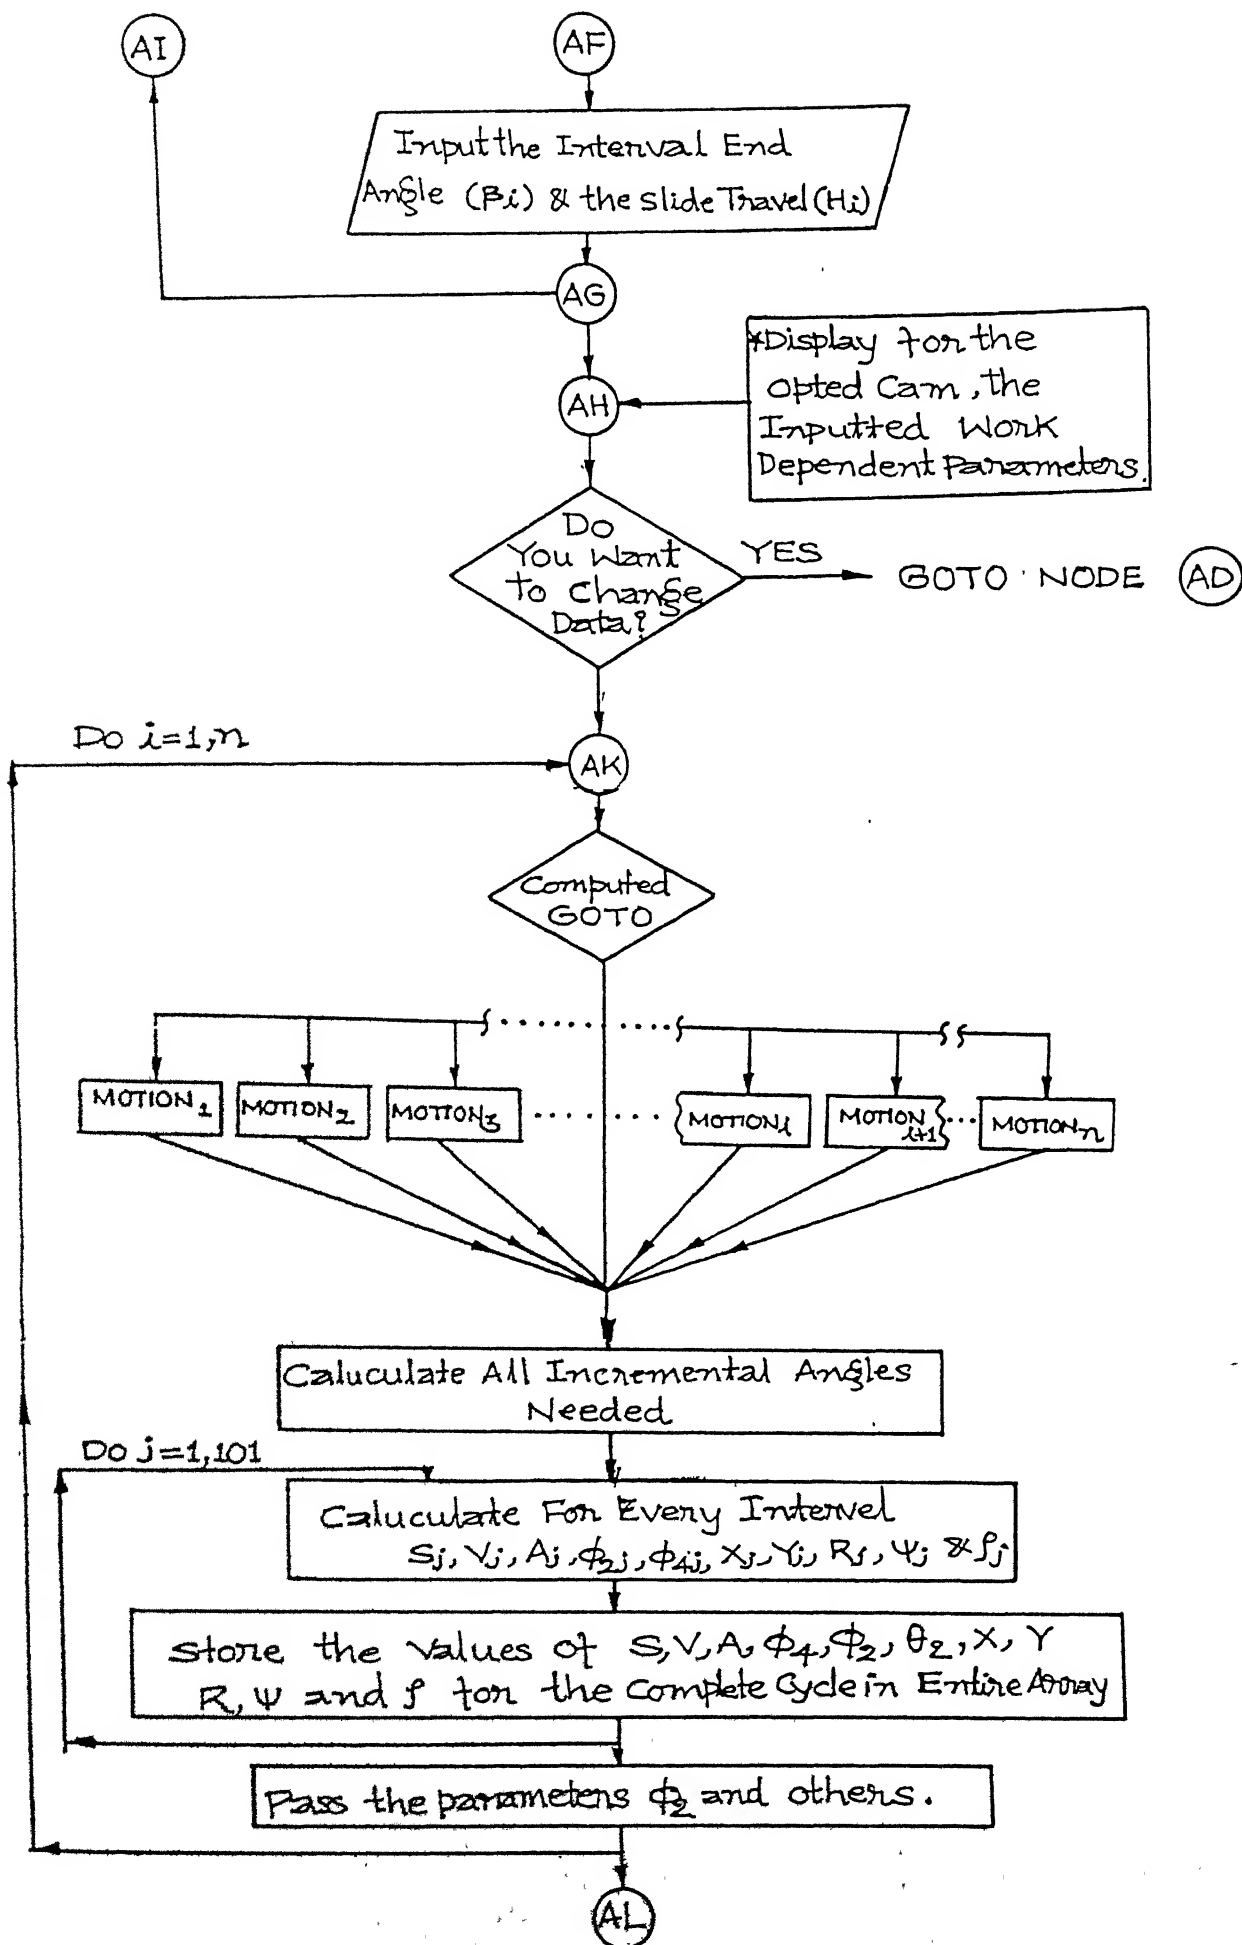 AI
AF
Input the Interval End
Angle (βi) & the Slide Travel (Hi)
AG
*Display for the
Opted Cam, the
Inputted Work
Dependent Parameters.
AH
Do
You Want
To Change
Data?
YES
GOTO NODE AD
Do i=1,n
AK
Computed
GOTO
MOTION1 MOTION2 MOTION3 ......... MOTIONi MOTIONi+1 ... MOTIONn
Caluculate All Incremental Angles
Needed
Do j=1,101
Caluculate For Every Intervel
Sj, Vj, Aj, ϕ2j, ϕ4j, Xj, Yj, Rj, Ψj & ρj
Store the Values of S, V, A, ϕ4, ϕ2, θ2, X, Y
R, Ψ and ρ for the Complete Cycle in Entire Array
Pass the parameters ϕ2 and others.
AL